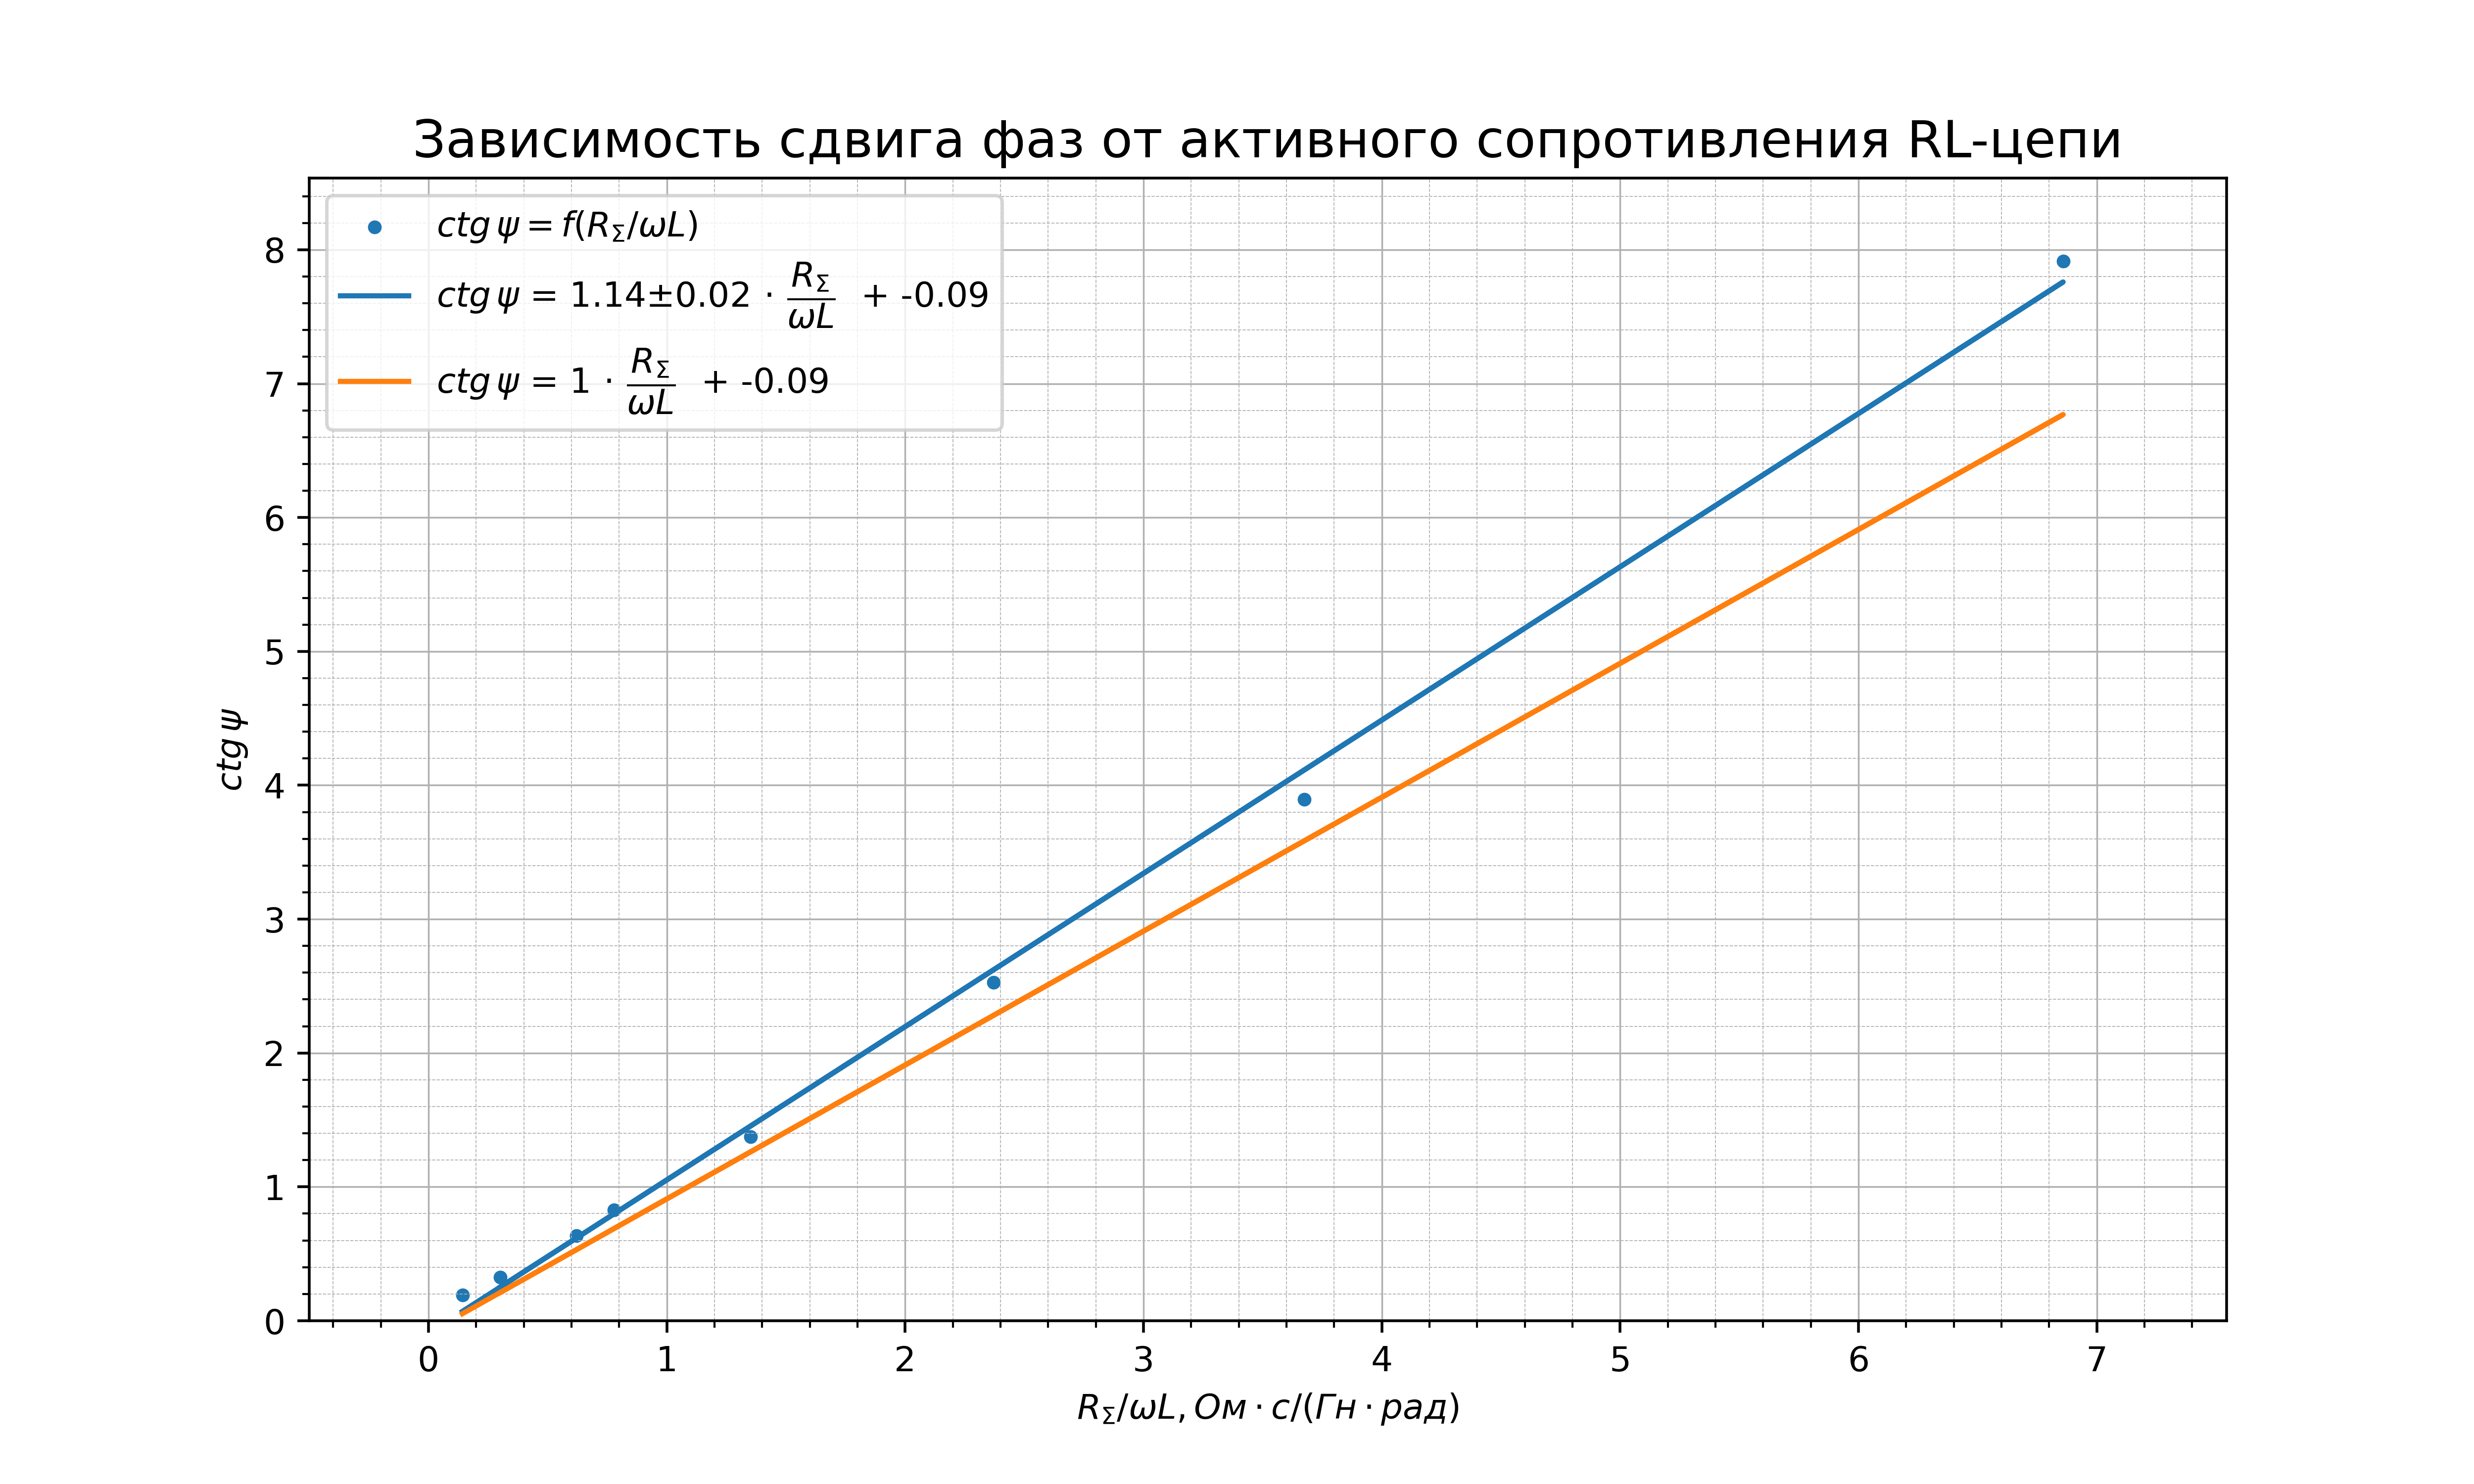 Зависимость сдвига фаз от активного сопротивления RL-цепи
ctg ψ = f(R_Σ/ωL)
ctg ψ = 1.14±0.02 · R_Σ/ωL + -0.09
ctg ψ = 1 · R_Σ/ωL + -0.09
8
7
6
5
4
3
2
1
0
ctg ψ
0 1 2 3 4 5 6 7
R_Σ/ωL, Ом · с/(Гн · рад)